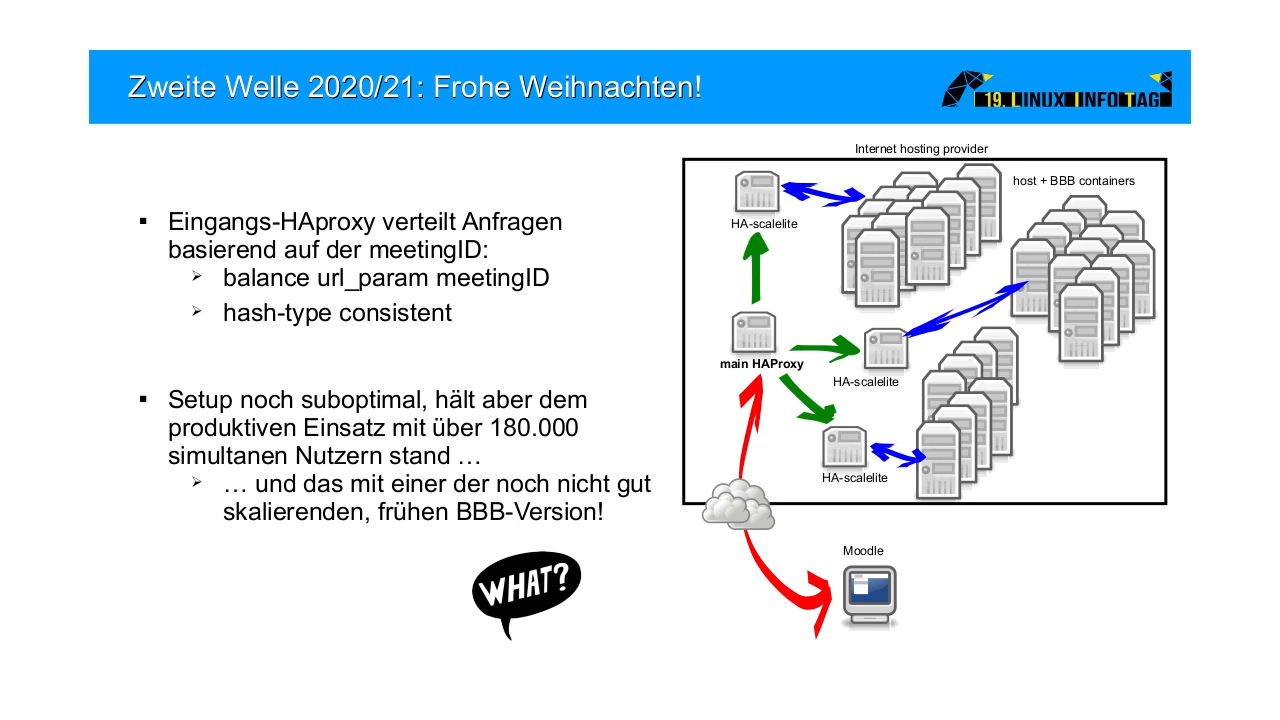 Zweite Welle 2020/21: Frohe Weihnachten!
19. LINUX INFO TAG
▪ Eingangs-HAproxy verteilt Anfragen
basierend auf der meetingID:
➢ balance url_param meetingID
➢ hash-type consistent
▪ Setup noch suboptimal, hält aber dem
produktiven Einsatz mit über 180.000
simultanen Nutzern stand …
➢ … und das mit einer der noch nicht gut
skalierenden, frühen BBB-Version!
WHAT?
Internet hosting provider
host + BBB containers
HA-scalelite
main HAProxy
HA-scalelite
HA-scalelite
Moodle